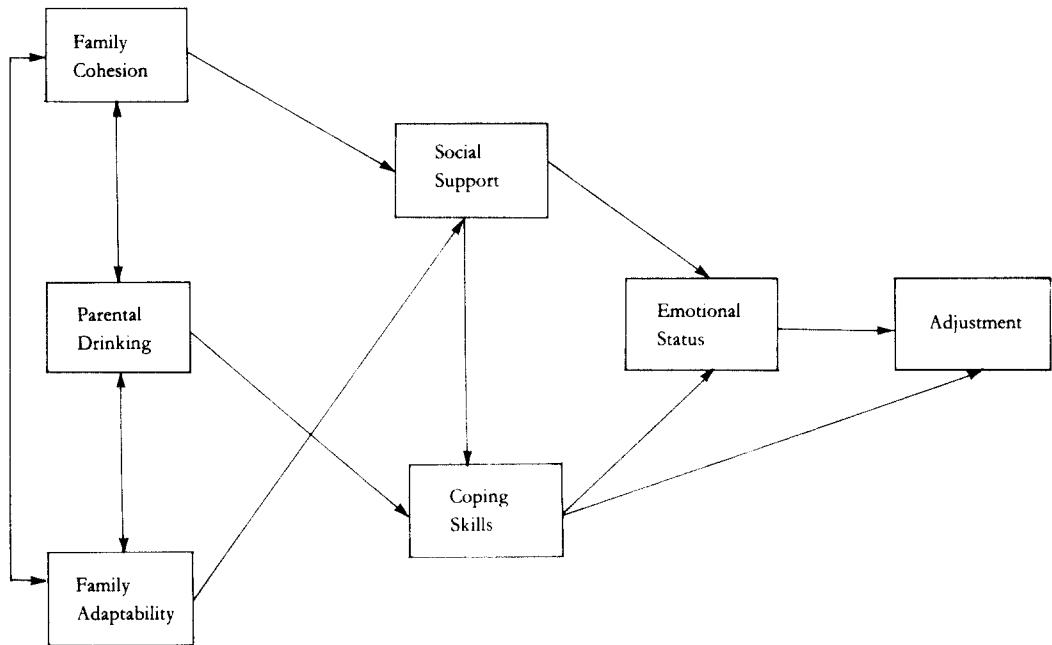 Family
Cohesion
Social
Support
Parental
Drinking
Emotional
Status
Adjustment
Coping
Skills
Family
Adaptability